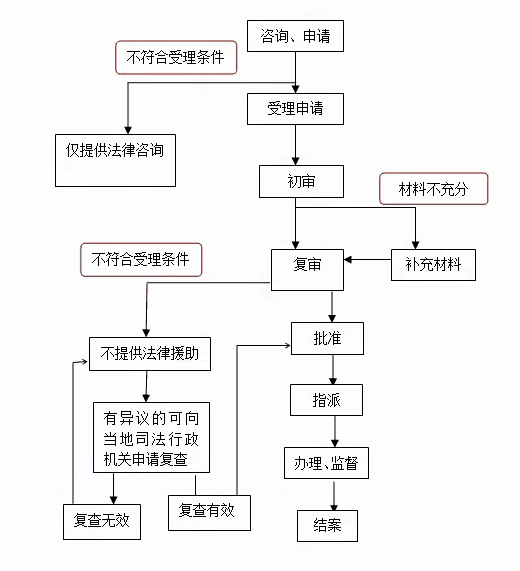 咨询、申请
不符合受理条件
受理申请
仅提供法律咨询
初审
材料不充分
不符合受理条件
复审
补充材料
批准
不提供法律援助
指派
有异议的可向
当地司法行政
机关申请复查
办理、监督
复查有效
复查无效
结案